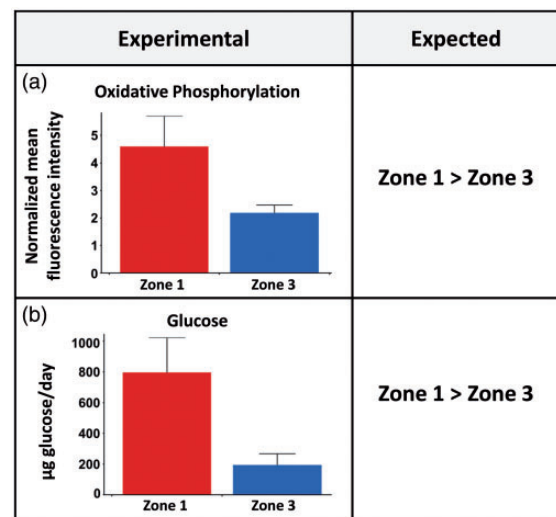 Experimental
Expected
(a)
Oxidative Phosphorylation
Normalized mean
fluorescence intensity
5
4
3
2
1
0
Zone 1
Zone 3
Zone 1 > Zone 3
(b)
Glucose
µg glucose/day
1000
800
600
400
200
0
Zone 1
Zone 3
Zone 1 > Zone 3